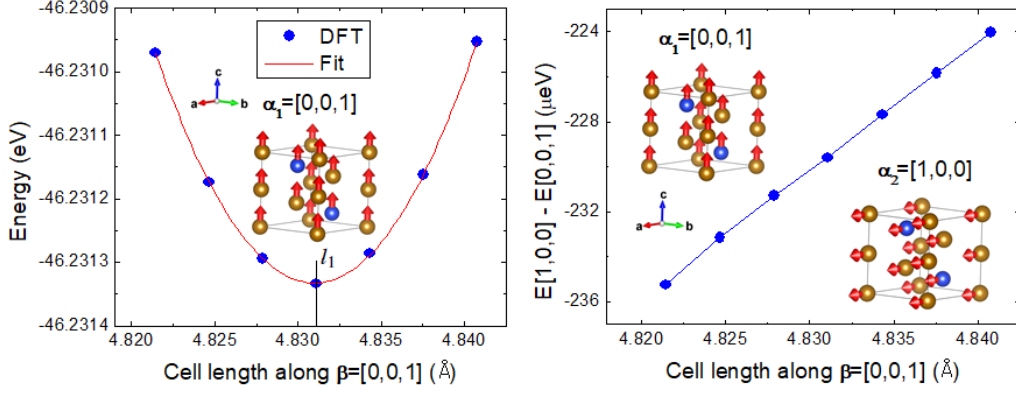 -46.2309
-46.2310
-46.2311
-46.2312
-46.2313
-46.2314
Energy (eV)
DFT
Fit
α₁=[0,0,1]
c
a
b
l₁
4.820 4.825 4.830 4.835 4.840
Cell length along β=[0,0,1] (Å)
-224
-228
-232
-236
E[1,0,0] - E[0,0,1] (μeV)
α₁=[0,0,1]
α₂=[1,0,0]
c
a
b
4.820 4.825 4.830 4.835 4.840
Cell length along β=[0,0,1] (Å)